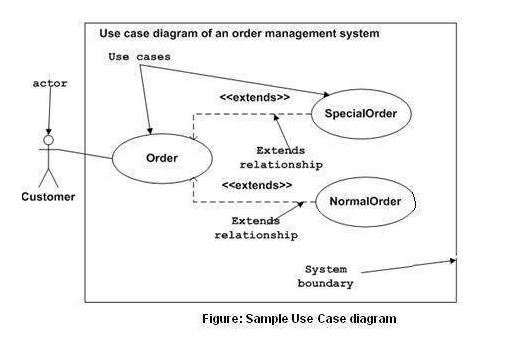 Use case diagram of an order management system
Use cases
actor
<<extends>>
SpecialOrder
Extends
relationship
Order
Customer
<<extends>>
NormalOrder
Extends
relationship
System
boundary
Figure: Sample Use Case diagram